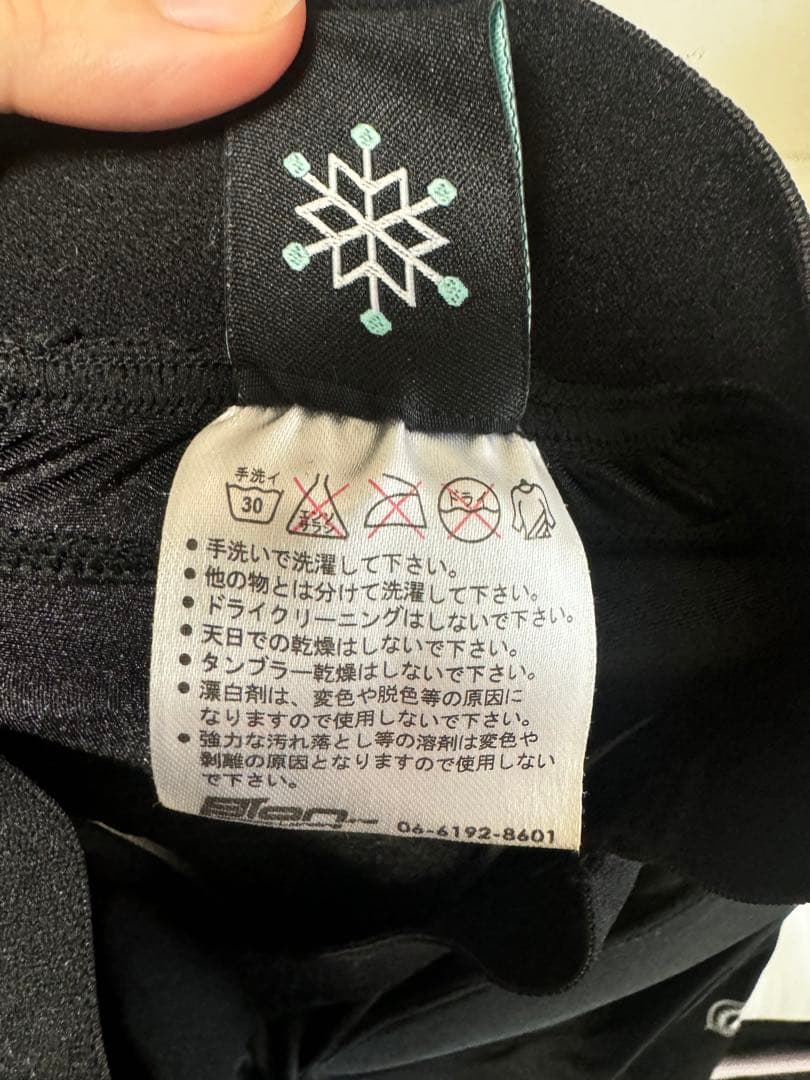 手洗イ
30
エンソ
サラシ
ドライ
• 手洗いで洗濯して下さい。
• 他の物とは分けて洗濯して下さい。
• ドライクリーニングはしないで下さい。
• 天日での乾燥はしないで下さい。
• タンブラー乾燥はしないで下さい。
• 漂白剤は、変色や脱色等の原因に
なりますので使用しないで下さい。
• 強力な汚れ落とし等の溶剤は変色や
剥離の原因となりますので使用しない
で下さい。
06-6192-8601